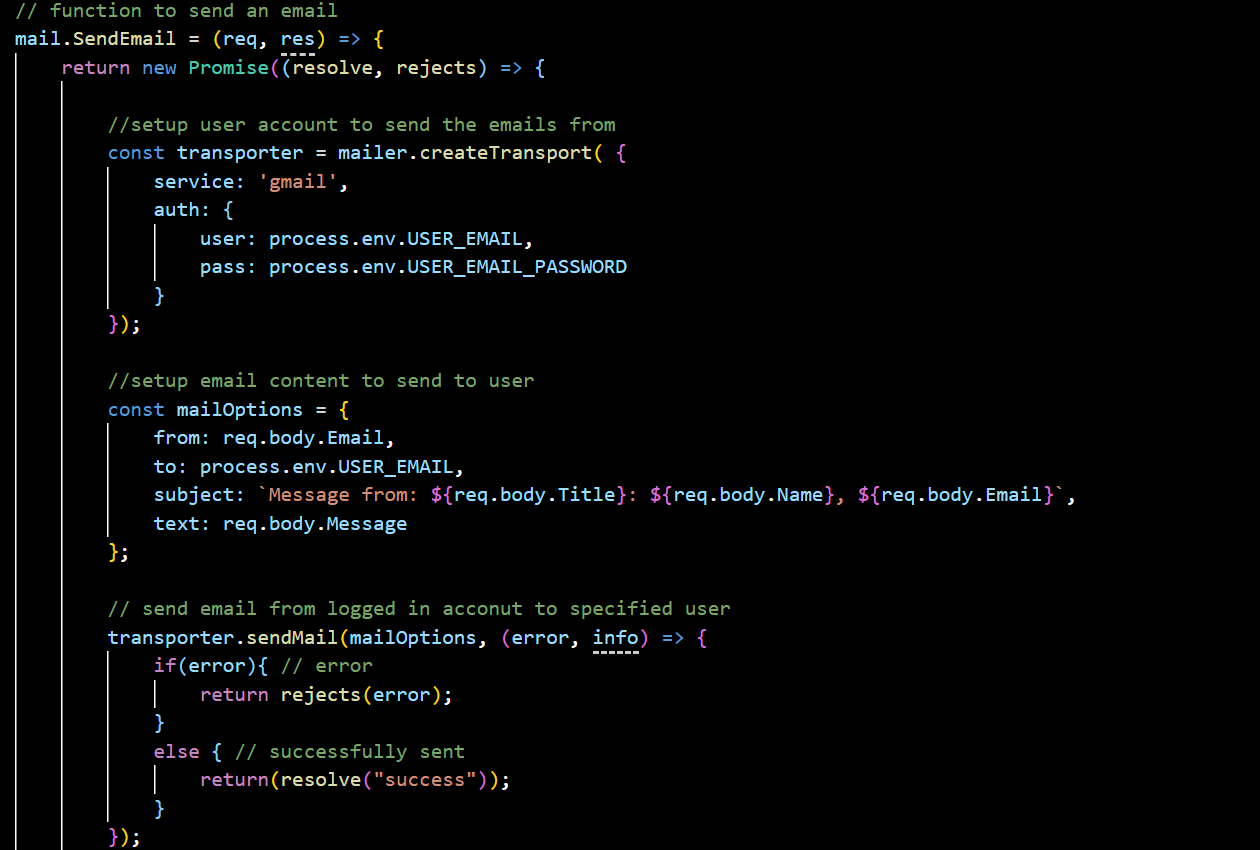 // function to send an email
mail.SendEmail = (req, res) => {
    return new Promise((resolve, rejects) => {

        //setup user account to send the emails from
        const transporter = mailer.createTransport( {
            service: 'gmail',
            auth: {
                user: process.env.USER_EMAIL,
                pass: process.env.USER_EMAIL_PASSWORD
            }
        });

        //setup email content to send to user
        const mailOptions = {
            from: req.body.Email,
            to: process.env.USER_EMAIL,
            subject: `Message from: ${req.body.Title}: ${req.body.Name}, ${req.body.Email}`,
            text: req.body.Message
        };

        // send email from logged in acconut to specified user
        transporter.sendMail(mailOptions, (error, info) => {
            if(error){ // error
                return rejects(error);
            }
            else { // successfully sent
                return(resolve("success"));
            }
        });